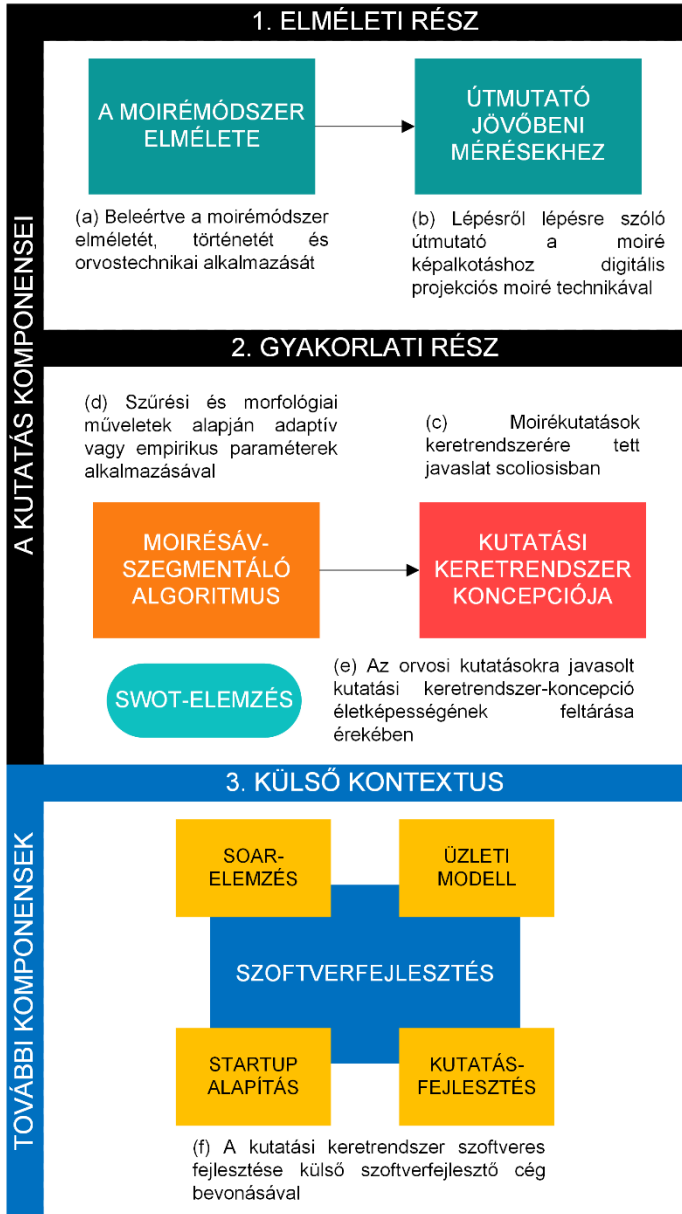 1. ELMÉLETI RÉSZ
A KUTATÁS KOMPONENSEI
A MOIRÉMÓDSZER
ELMÉLETE
ÚTMUTATÓ
JÖVŐBENI
MÉRÉSEKHEZ
(a) Beleértve a moirémódszer
elméletét, történetét és
orvostechnikai alkalmazását
(b) Lépésről lépésre szóló
útmutató a moiré
képalkotáshoz digitális
projekciós moiré technikával
2. GYAKORLATI RÉSZ
(d) Szűrési és morfológiai
műveletek alapján adaptív
vagy empirikus paraméterek
alkalmazásával
(c) Moirékutatások
keretrendszerére tett
javaslat scoliosisban
MOIRÉSÁV-
SZEGMENTÁLÓ
ALGORITMUS
KUTATÁSI
KERETRENDSZER
KONCEPCIÓJA
SWOT-ELEMZÉS
(e) Az orvosi kutatásokra javasolt
kutatási keretrendszer-koncepció
életképességének feltárása
érekében
3. KÜLSŐ KONTEXTUS
TOVÁBBI KOMPONENSEK
SOAR-
ELEMZÉS
ÜZLETI
MODELL
SZOFTVERFEJLESZTÉS
STARTUP
ALAPÍTÁS
KUTATÁS-
FEJLESZTÉS
(f) A kutatási keretrendszer szoftveres
fejlesztése külső szoftverfejlesztő cég
bevonásával